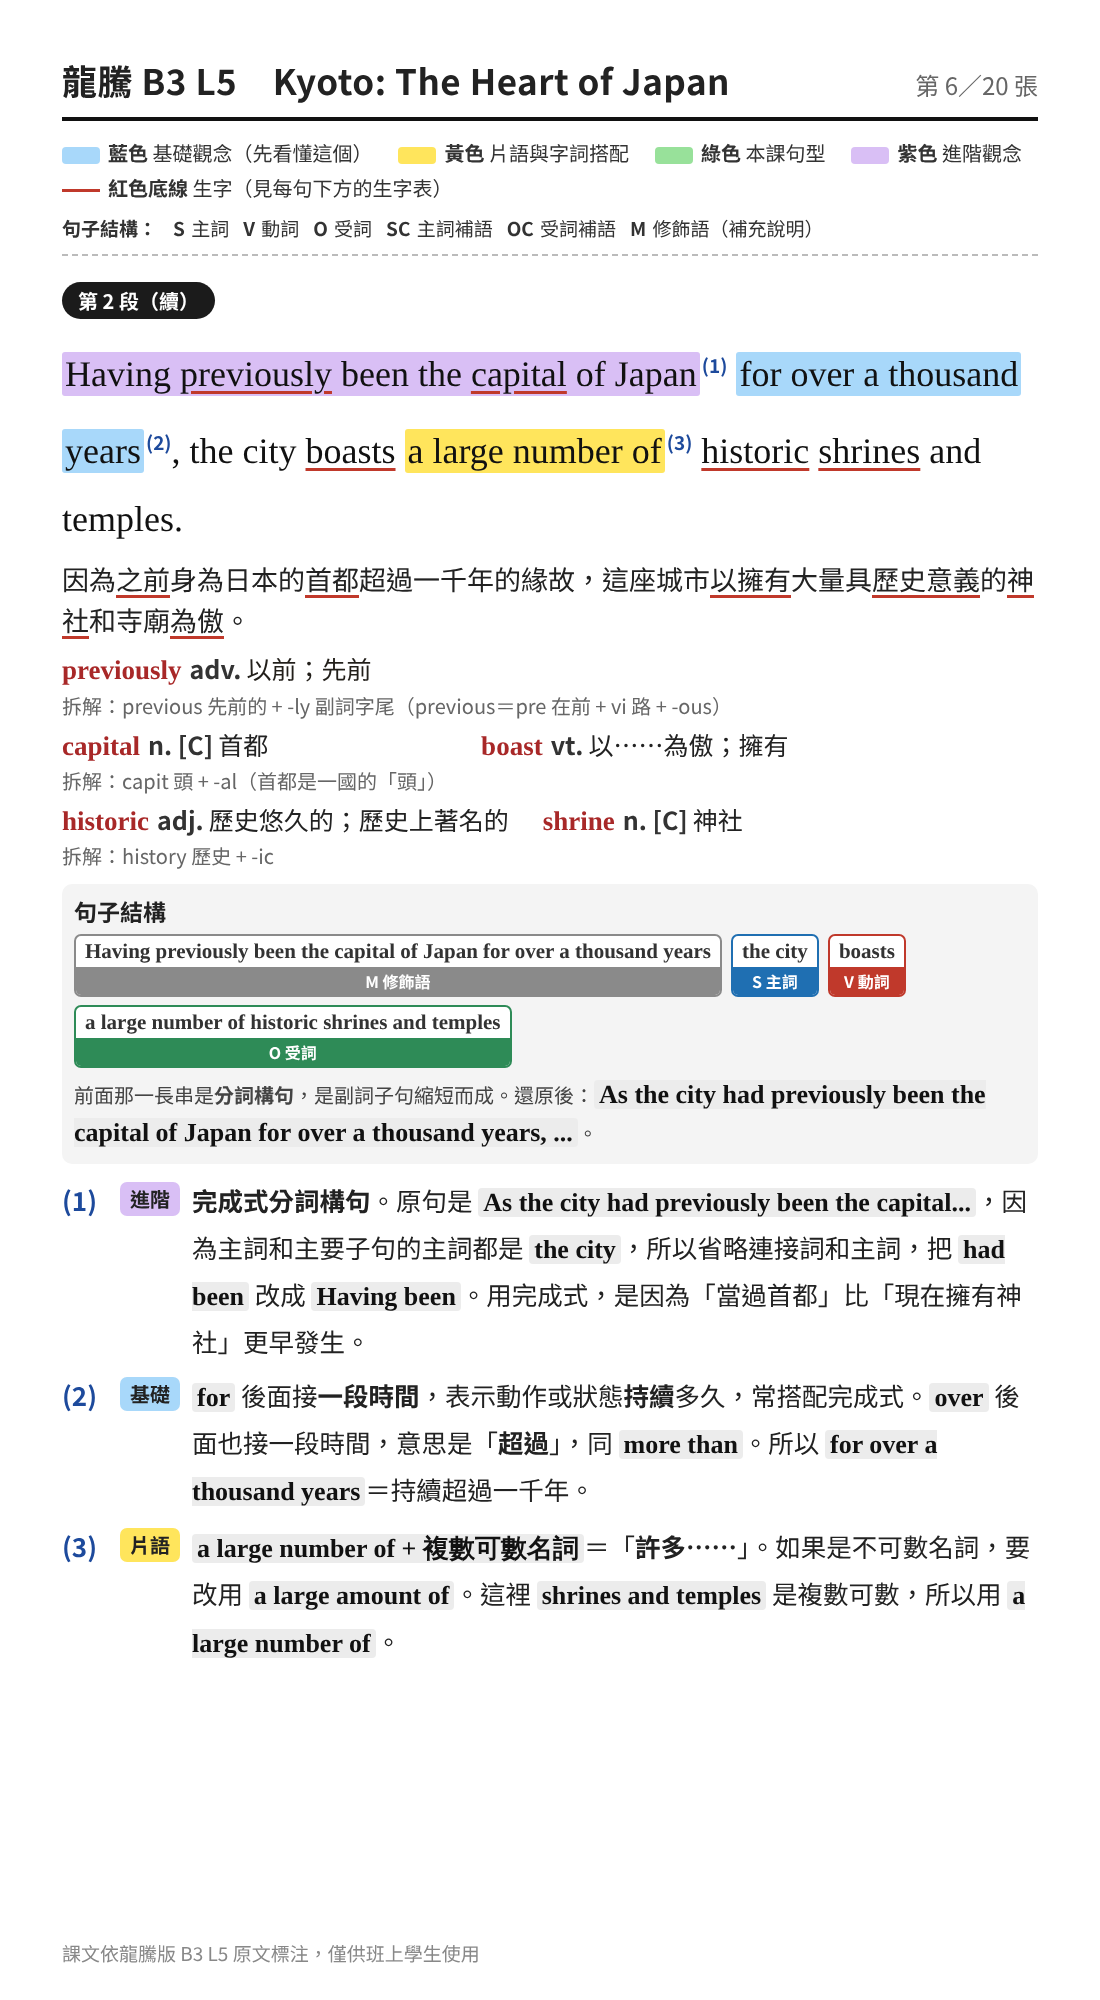 龍騰 B3 L5　Kyoto: The Heart of Japan
第 6／20 張
藍色 基礎觀念（先看懂這個） 黃色 片語與字詞搭配 綠色 本課句型 紫色 進階觀念
紅色底線 生字（見每句下方的生字表）
句子結構： S 主詞 V 動詞 O 受詞 SC 主詞補語 OC 受詞補語 M 修飾語（補充說明）
第 2 段（續）
Having previously been the capital of Japan(1) for over a thousand
years(2), the city boasts a large number of(3) historic shrines and
temples.
因為之前身為日本的首都超過一千年的緣故，這座城市以擁有大量具歷史意義的神
社和寺廟為傲。
previously adv. 以前；先前
拆解：previous 先前的 + -ly 副詞字尾（previous＝pre 在前 + vi 路 + -ous）
capital n. [C] 首都 boast vt. 以……為傲；擁有
拆解：capit 頭 + -al（首都是一國的「頭」）
historic adj. 歷史悠久的；歷史上著名的 shrine n. [C] 神社
拆解：history 歷史 + -ic
句子結構
Having previously been the capital of Japan for over a thousand years the city boasts
M 修飾語 S 主詞 V 動詞
a large number of historic shrines and temples
O 受詞
前面那一長串是分詞構句，是副詞子句縮短而成。還原後：As the city had previously been the
capital of Japan for over a thousand years, ... 。
(1) 進階 完成式分詞構句。原句是 As the city had previously been the capital...，因
為主詞和主要子句的主詞都是 the city，所以省略連接詞和主詞，把 had
been 改成 Having been。用完成式，是因為「當過首都」比「現在擁有神
社」更早發生。
(2) 基礎 for 後面接一段時間，表示動作或狀態持續多久，常搭配完成式。over 後
面也接一段時間，意思是「超過」，同 more than。所以 for over a
thousand years＝持續超過一千年。
(3) 片語 a large number of + 複數可數名詞＝「許多……」。如果是不可數名詞，要
改用 a large amount of。這裡 shrines and temples 是複數可數，所以用 a
large number of。
課文依龍騰版 B3 L5 原文標注，僅供班上學生使用